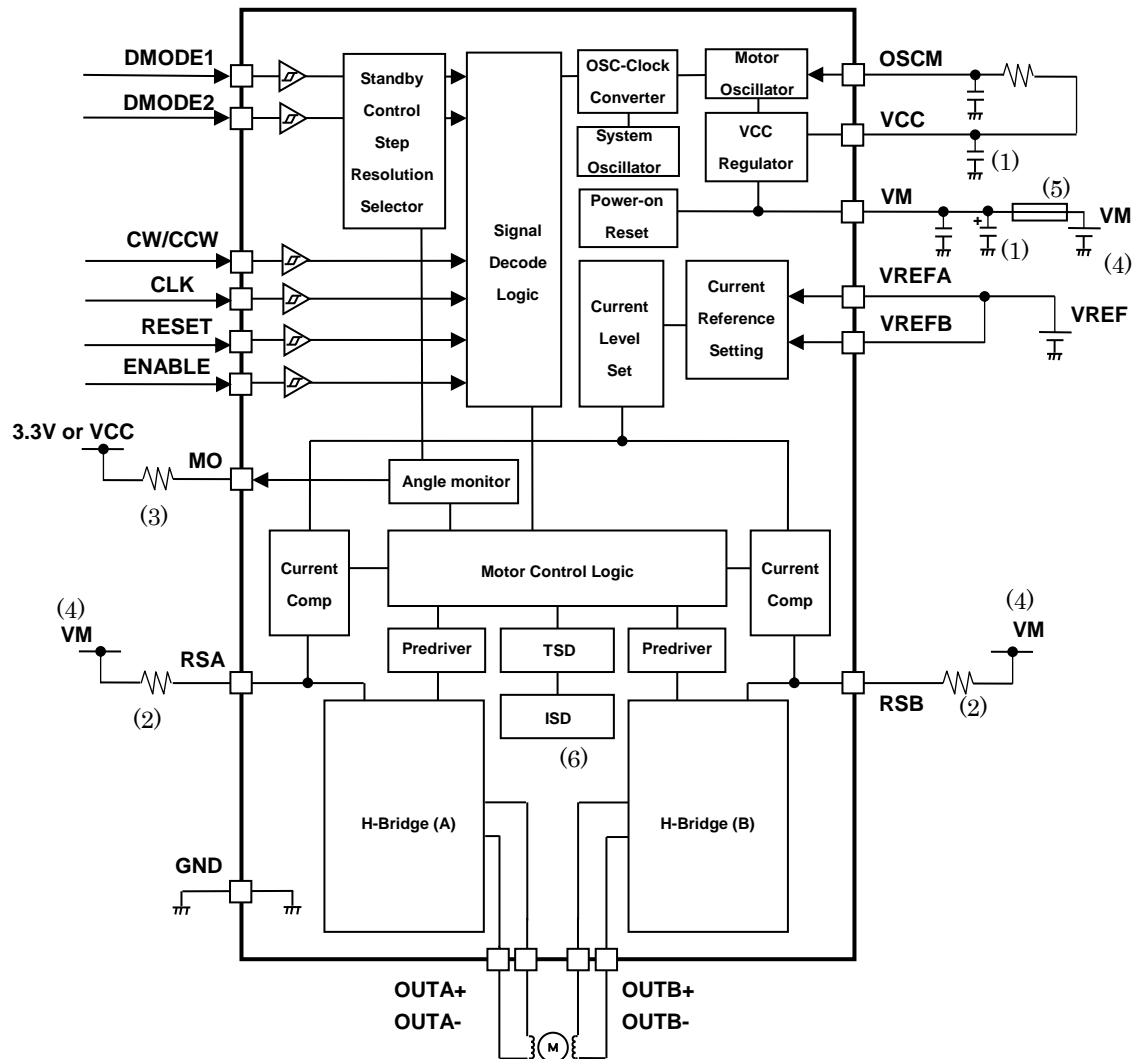 DMODE1
DMODE2
Standby
Control
Step
Resolution
Selector
OSC-Clock
Converter
System
Oscillator
Motor
Oscillator
VCC
Regulator
OSCM
VCC
(1)
Power-on
Reset
VM
(5)
VM
(1)
(4)
CW/CCW
CLK
RESET
ENABLE
Signal
Decode
Logic
Current
Level
Set
Current
Reference
Setting
VREFA
VREFB
VREF
3.3V or VCC
MO
(3)
Angle monitor
Current
Comp
Motor Control Logic
Current
Comp
(4)
VM
RSA
(2)
Predriver
TSD
Predriver
ISD
(6)
(4)
VM
RSB
(2)
H-Bridge (A)
H-Bridge (B)
GND
OUTA+
OUTA-
OUTB+
OUTB-
M